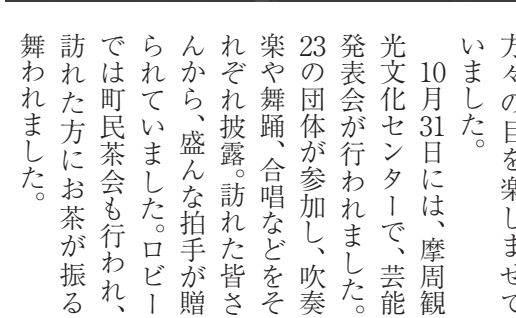 方々の目を楽しませて
いました。
10月31日には、摩周観
光文化センターで、芸能
発表会が行われました。
23の団体が参加し、吹奏
楽や舞踊、合唱などをそ
れぞれ披露。訪れた皆さ
んから、盛んな拍手が贈
られていました。ロビー
では町民茶会も行われ、
訪れた方にお茶が振る
舞われました。